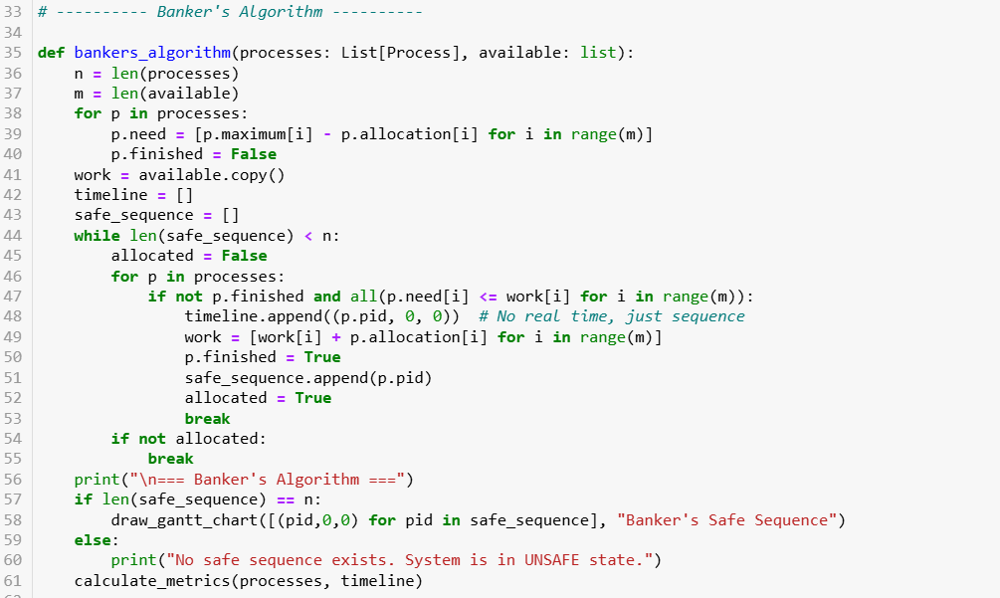 33 # ---------- Banker's Algorithm ----------
34
35 def bankers_algorithm(processes: List[Process], available: list):
36     n = len(processes)
37     m = len(available)
38     for p in processes:
39         p.need = [p.maximum[i] - p.allocation[i] for i in range(m)]
40         p.finished = False
41     work = available.copy()
42     timeline = []
43     safe_sequence = []
44     while len(safe_sequence) < n:
45         allocated = False
46         for p in processes:
47             if not p.finished and all(p.need[i] <= work[i] for i in range(m)):
48                 timeline.append((p.pid, 0, 0))  # No real time, just sequence
49                 work = [work[i] + p.allocation[i] for i in range(m)]
50                 p.finished = True
51                 safe_sequence.append(p.pid)
52                 allocated = True
53                 break
54         if not allocated:
55             break
56     print("\n=== Banker's Algorithm ===")
57     if len(safe_sequence) == n:
58         draw_gantt_chart([(pid,0,0) for pid in safe_sequence], "Banker's Safe Sequence")
59     else:
60         print("No safe sequence exists. System is in UNSAFE state.")
61     calculate_metrics(processes, timeline)